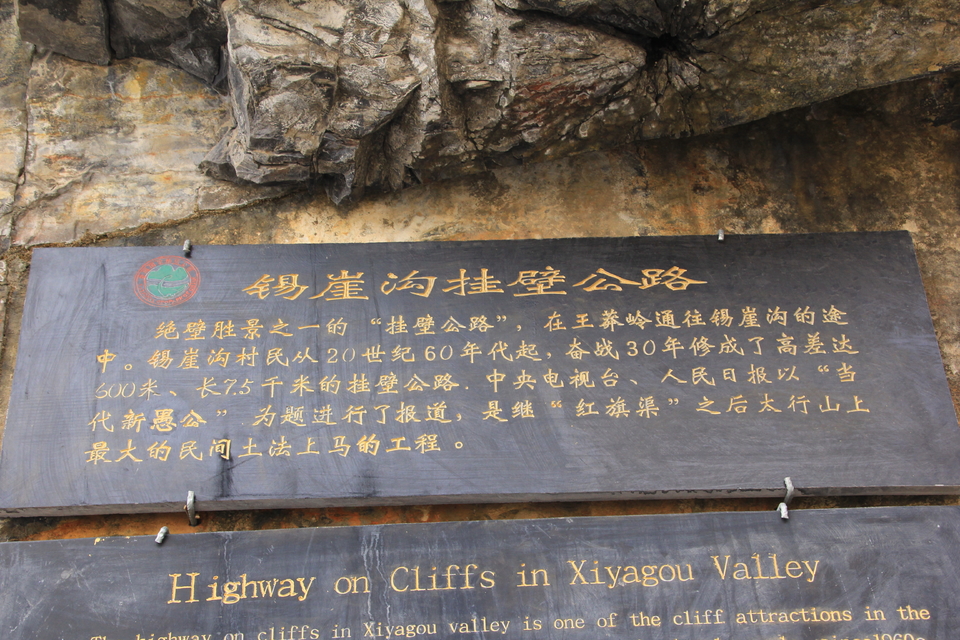 锡崖沟挂壁公路
绝壁胜景之一的“挂壁公路”,在王莽岭通往锡崖沟的途
中。锡崖沟村民从20世纪60年代起,奋战30年修成了高差达
600米、长7.5千米的挂壁公路.中央电视台、人民日报以“当
代新愚公”为题进行了报道,是继“红旗渠”之后太行山上
最大的民间土法上马的工程。
Highway on Cliffs in Xiyagou Valley
The highway on cliffs in Xiyagou valley is one of the cliff attractions in the